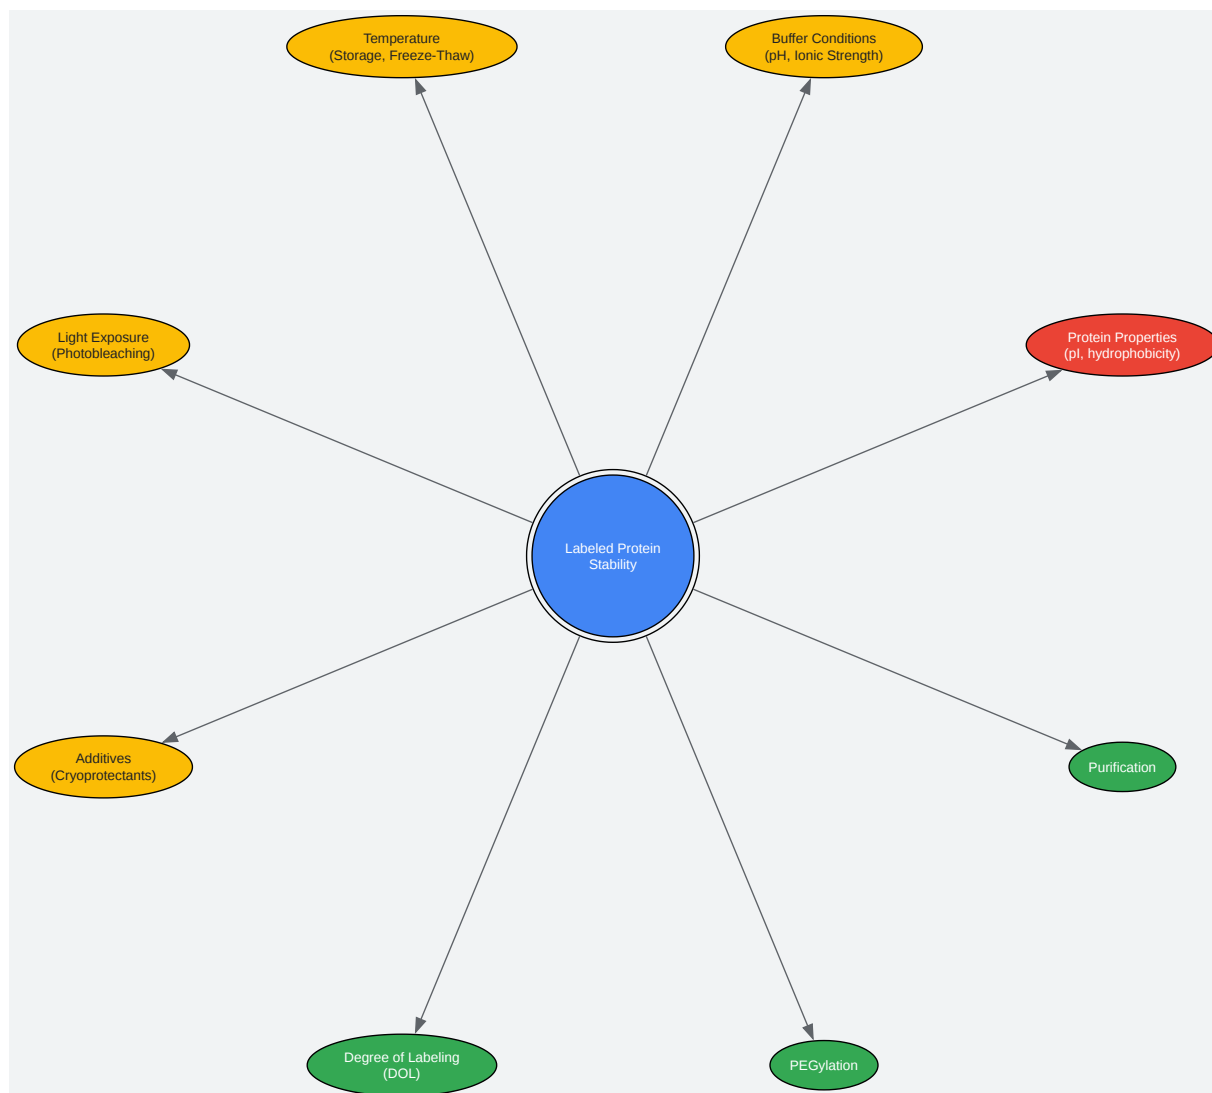 Temperature
(Storage, Freeze-Thaw)
Buffer Conditions
(pH, Ionic Strength)
Light Exposure
(Photobleaching)
Protein Properties
(pI, hydrophobicity)
Labeled Protein
Stability
Additives
(Cryoprotectants)
Purification
Degree of Labeling
(DOL)
PEGylation